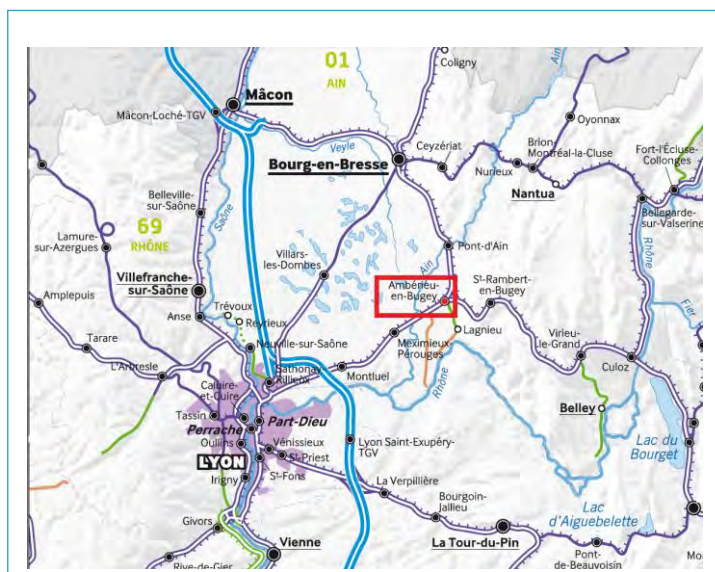 01
AIN
Coligny
Ain
Mâcon
Mâcon-Loché-TGV
Veyle
Bourg-en-Bresse
Ceyzériat
Nurieux
Brion-
Montréal-la-Cluse
Oyonnax
Nantua
Fort-l'Écluse-
Collonges
Bellegarde-
sur-Valserine
Belleville-
sur-Saône
Saône
69
RHÔNE
Lamure-
sur-Azergues
Villars-
les-Dombes
Pont-d'Ain
Ain
Rhône
Fier
Villefranche-
sur-Saône
Ambérieu-
en-Bugey
St-Rambert-
en-Bugey
Amplepuis
Anse
Trévoux
Reyrieux
Lagnieu
Tarare
Neuville-sur-Saône
Meximieux-
Pérouges
Virieu-
le-Grand
Culoz
L'Arbresle
Sathonay
Rillieux
Montluel
Rhône
Caluire-
et-Cuire
Tassin
Perrache
Part-Dieu
Belley
Oullins
Vénissieux
Lyon Saint-Exupéry-
TGV
Lac du
Bourget
LYON
St-Priest
Irigny
St-Fons
La Verpillière
Bourgoin-
Jallieu
Lac
d'Aiguebelette
Givors
Vienne
La Tour-du-Pin
Pont-
de-Beauvoisin
Rive-de-Gier